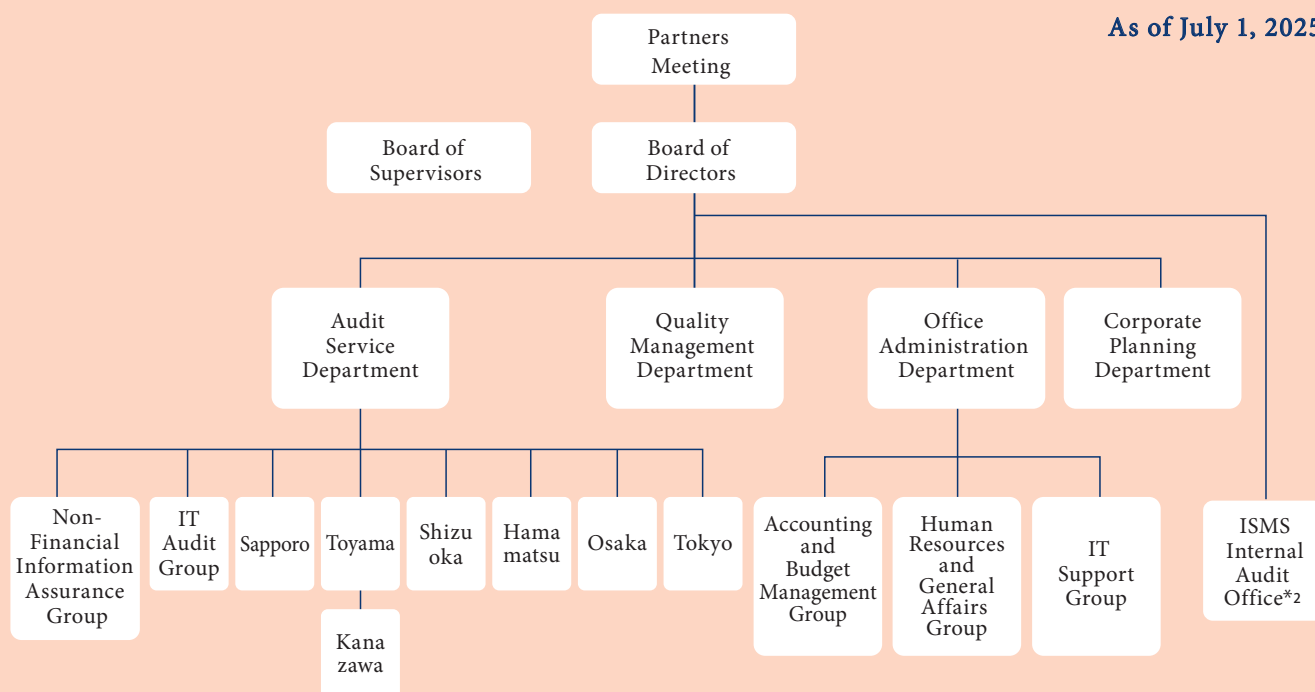 As of July 1, 2025
Partners
Meeting
Board of
Supervisors
Board of
Directors
Audit
Service
Department
Quality
Management
Department
Office
Administration
Department
Corporate
Planning
Department
Non-
Financial
Information
Assurance
Group
IT
Audit
Group
Sapporo
Toyama
Shizu
oka
Hama
matsu
Osaka
Tokyo
Accounting
and
Budget
Management
Group
Human
Resources
and
General
Affairs
Group
IT
Support
Group
ISMS
Internal
Audit
Office*2
Kana
zawa